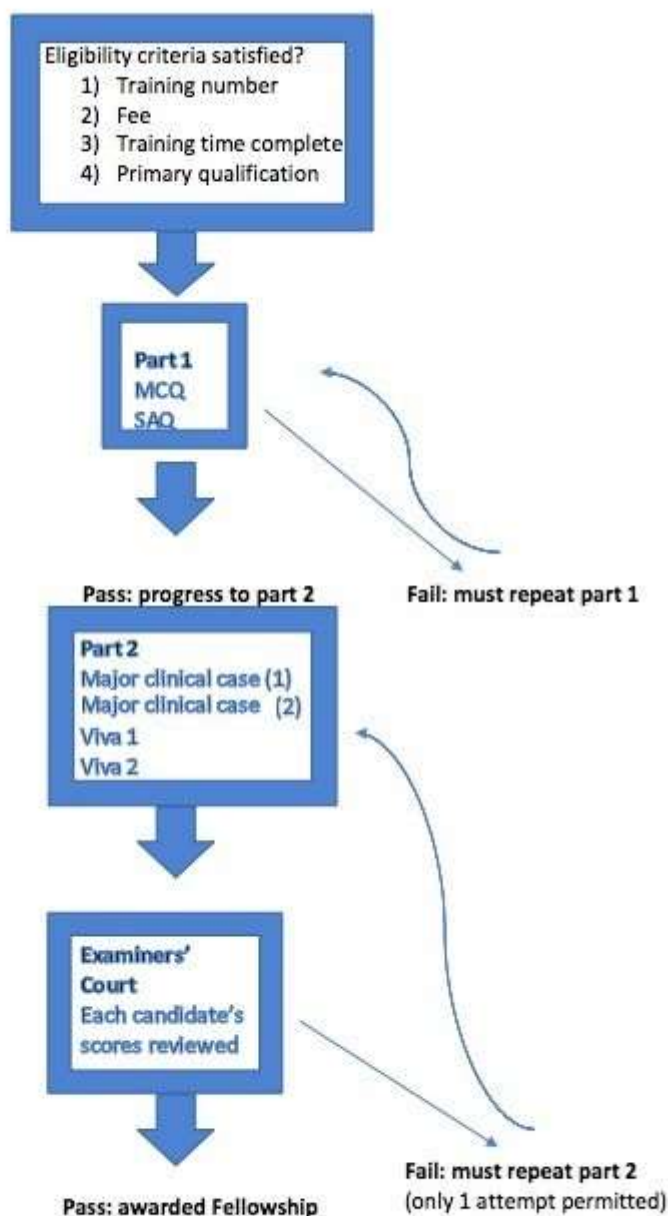 Eligibility criteria satisfied?
1) Training number
2) Fee
3) Training time complete
4) Primary qualification
Part 1
MCQ
SAQ
Pass: progress to part 2
Fail: must repeat part 1
Part 2
Major clinical case (1)
Major clinical case (2)
Viva 1
Viva 2
Examiners’
Court
Each candidate’s
scores reviewed
Fail: must repeat part 2
(only 1 attempt permitted)
Pass: awarded Fellowship